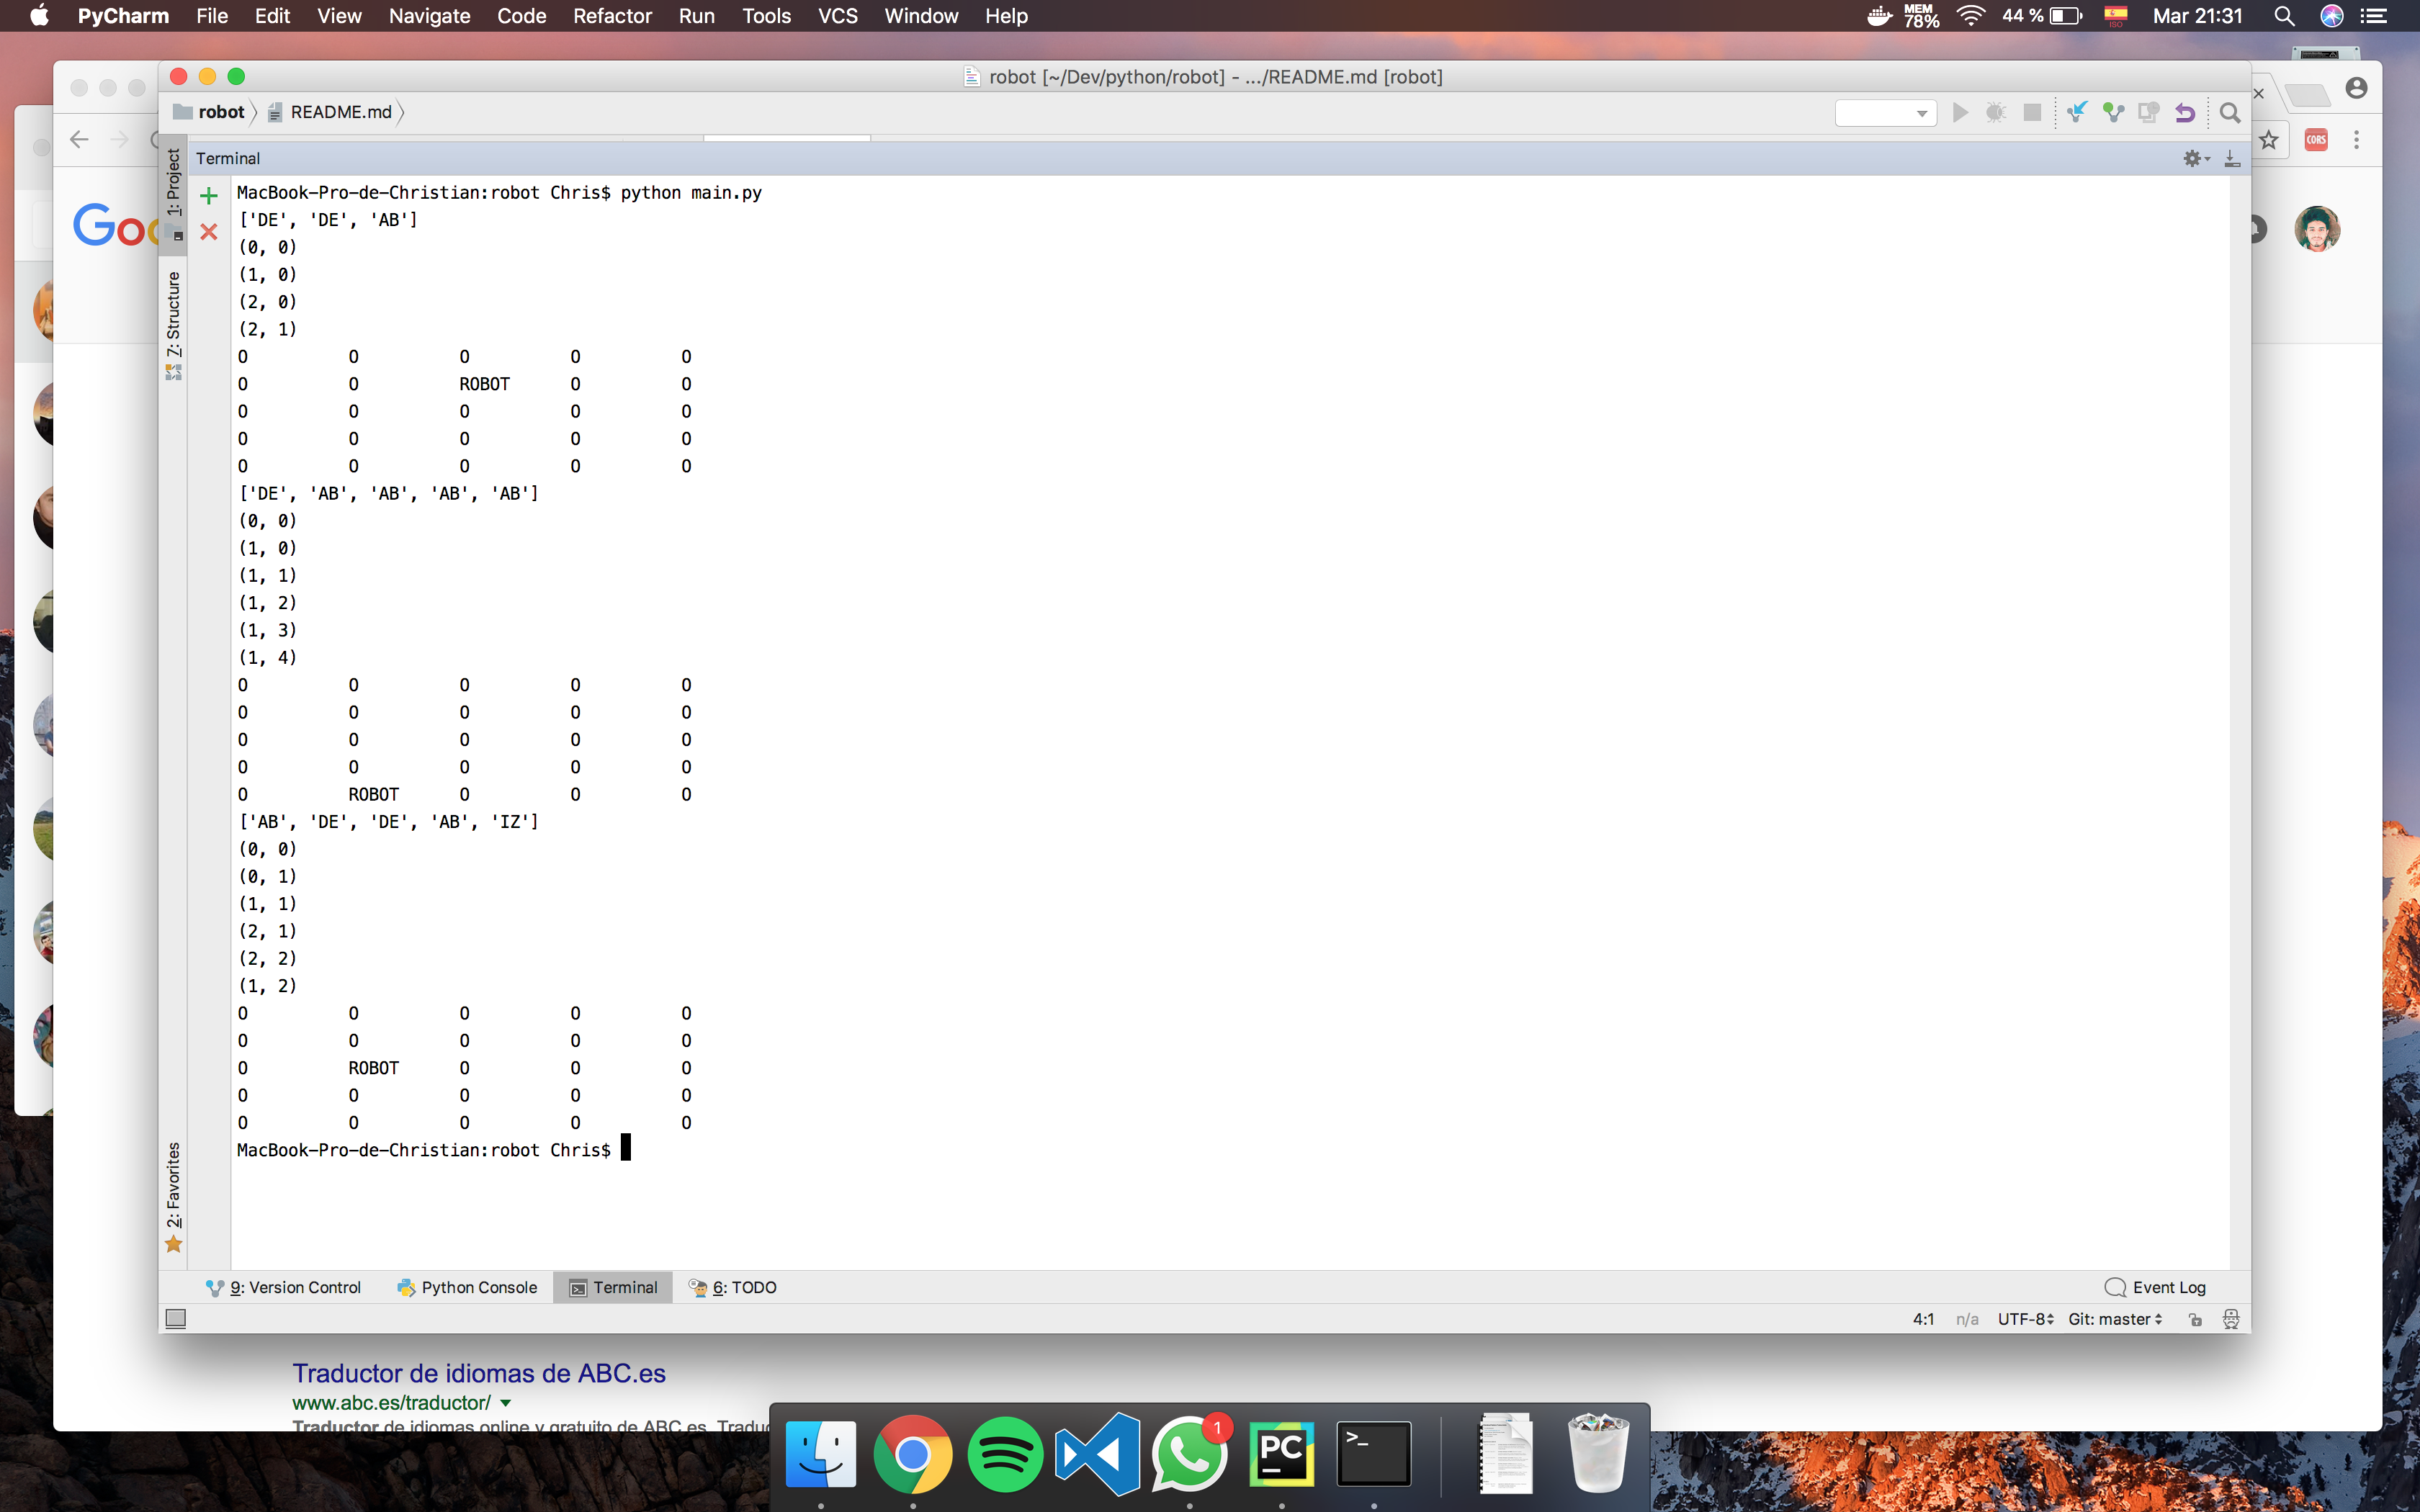 PyCharm File Edit View Navigate Code Refactor Run Tools VCS Window Help MEM 78% 44 % ISO Mar 21:31
robot [~/Dev/python/robot] - .../README.md [robot]
robot README.md
CORS
Terminal
1: Project
7: Structure
2: Favorites
MacBook-Pro-de-Christian:robot Chris$ python main.py
['DE', 'DE', 'AB']
(0, 0)
(1, 0)
(2, 0)
(2, 1)
0 0 0 0 0
0 0 ROBOT 0 0
0 0 0 0 0
0 0 0 0 0
0 0 0 0 0
['DE', 'AB', 'AB', 'AB', 'AB']
(0, 0)
(1, 0)
(1, 1)
(1, 2)
(1, 3)
(1, 4)
0 0 0 0 0
0 0 0 0 0
0 0 0 0 0
0 0 0 0 0
0 ROBOT 0 0 0
['AB', 'DE', 'DE', 'AB', 'IZ']
(0, 0)
(0, 1)
(1, 1)
(2, 1)
(2, 2)
(1, 2)
0 0 0 0 0
0 0 0 0 0
0 ROBOT 0 0 0
0 0 0 0 0
0 0 0 0 0
MacBook-Pro-de-Christian:robot Chris$
9: Version Control Python Console Terminal 6: TODO Event Log
4:1 n/a UTF-8 Git: master
Traductor de idiomas de ABC.es
www.abc.es/traductor/
Traductor de idiomas online y gratuito de ABC.es.
1
PC